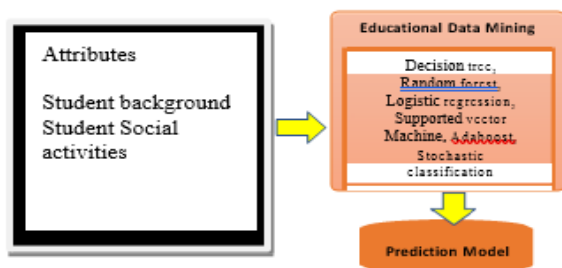 Attributes
Student background
Student Social
activities
Educational Data Mining
Decision tree,
Random forest,
Logistic regression,
Supported vector
Machine, Adaboost,
Stochastic
classification
Prediction Model